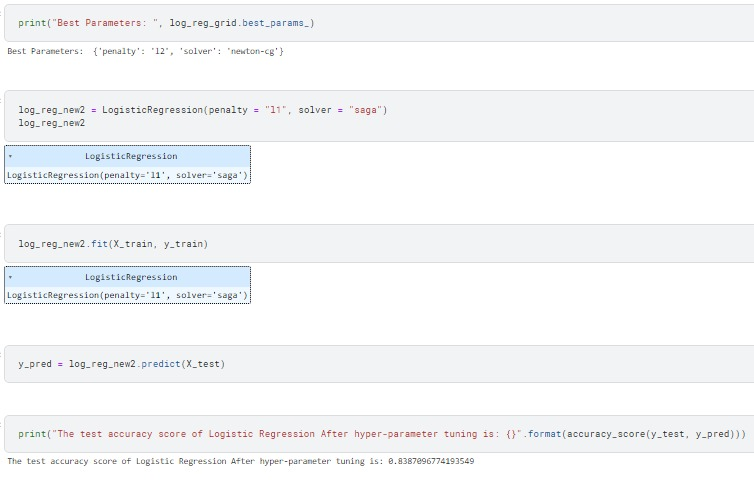 print("Best Parameters: ", log_reg_grid.best_params_)
Best Parameters:  {'penalty': 'l2', 'solver': 'newton-cg'}
log_reg_new2 = LogisticRegression(penalty = "l1", solver = "saga")
log_reg_new2
LogisticRegression
LogisticRegression(penalty='l1', solver='saga')
log_reg_new2.fit(X_train, y_train)
LogisticRegression
LogisticRegression(penalty='l1', solver='saga')
y_pred = log_reg_new2.predict(X_test)
print("The test accuracy score of Logistic Regression After hyper-parameter tuning is: {}".format(accuracy_score(y_test, y_pred)))
The test accuracy score of Logistic Regression After hyper-parameter tuning is: 0.8387096774193549